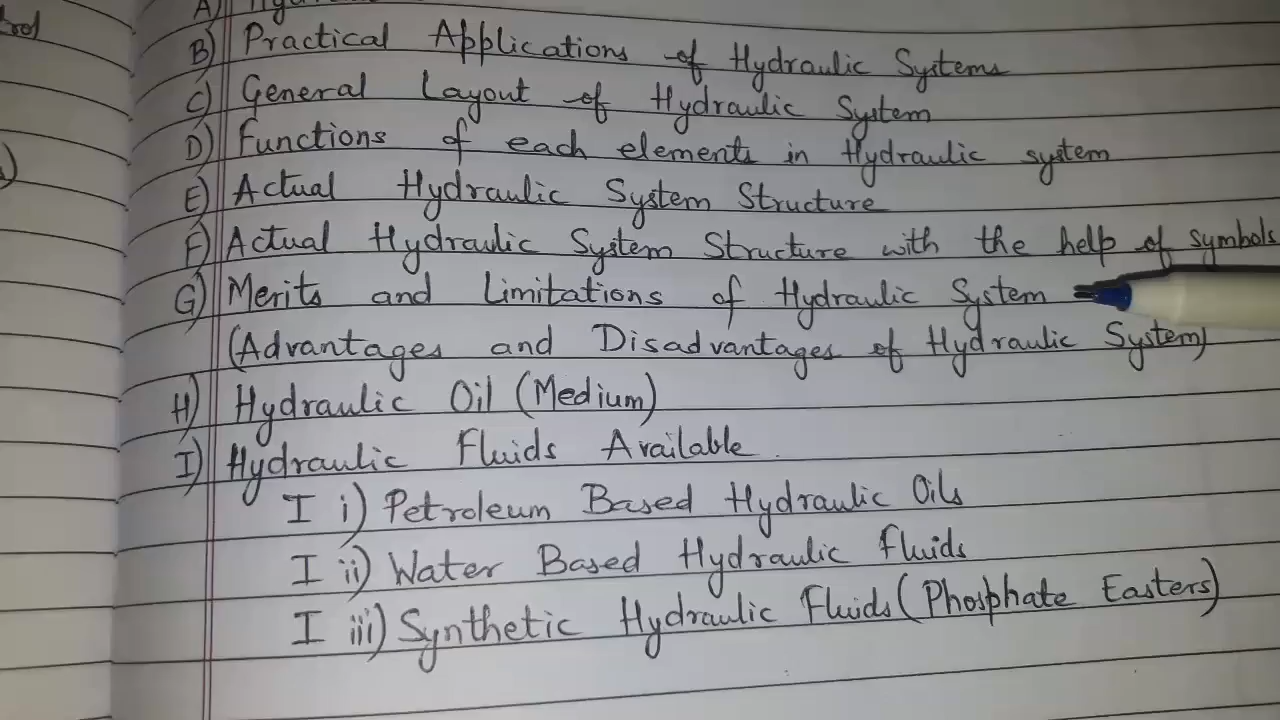 A)
B) Practical Applications of Hydraulic Systems
C) General Layout of Hydraulic System
D) Functions of each elements in Hydraulic system
E) Actual Hydraulic System Structure
F) Actual Hydraulic System Structure with the help of symbols
G) Merits and Limitations of Hydraulic System
(Advantages and Disadvantages of Hydraulic System)
H) Hydraulic Oil (Medium)
I) Hydraulic Fluids Available.
I i) Petroleum Based Hydraulic Oils
I ii) Water Based Hydraulic Fluids
I iii) Synthetic Hydraulic Fluids (Phosphate Easters)